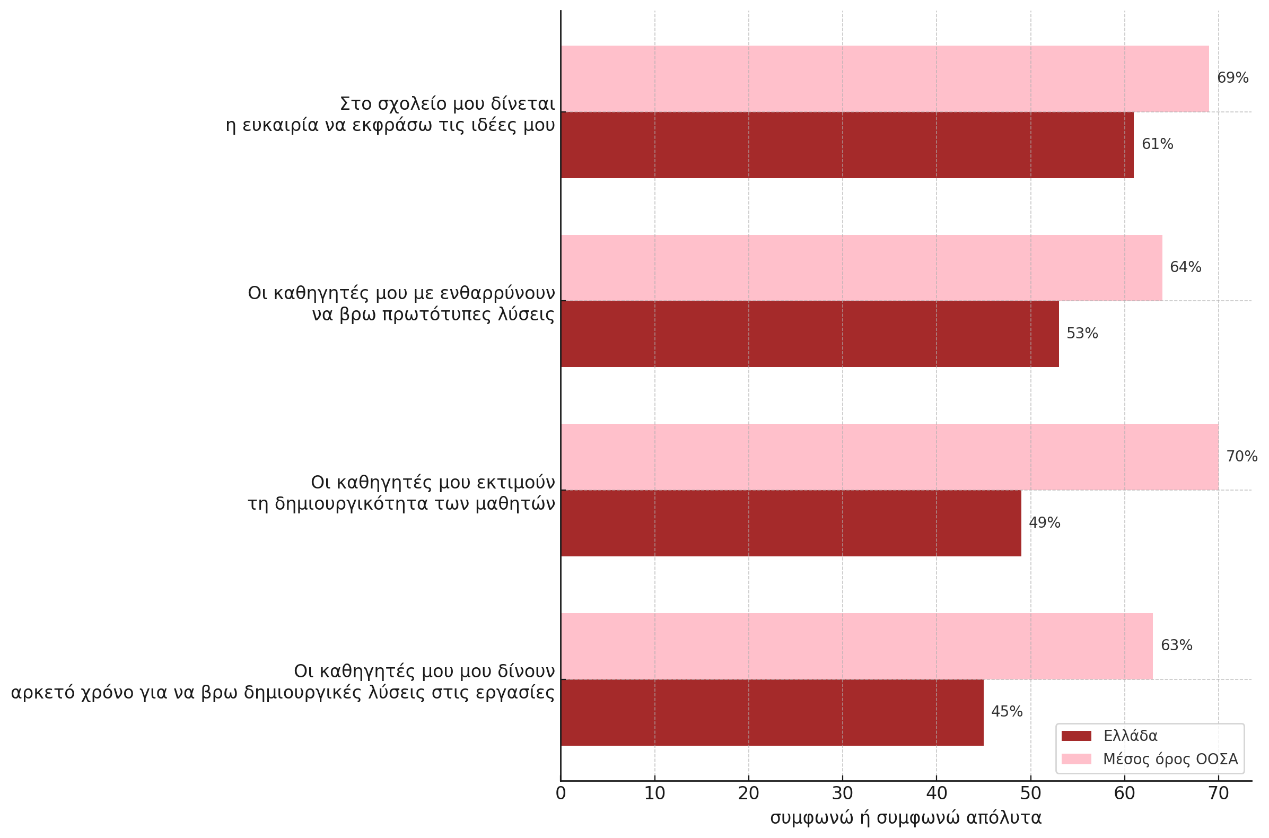 69%
Στο σχολείο μου δίνεται
η ευκαιρία να εκφράσω τις ιδέες μου
61%
64%
Οι καθηγητές μου με ενθαρρύνουν
να βρω πρωτότυπες λύσεις
53%
70%
Οι καθηγητές μου εκτιμούν
τη δημιουργικότητα των μαθητών
49%
63%
Οι καθηγητές μου μου δίνουν
αρκετό χρόνο για να βρω δημιουργικές λύσεις στις εργασίες
45%
Ελλάδα
Μέσος όρος ΟΟΣΑ
0 10 20 30 40 50 60 70
συμφωνώ ή συμφωνώ απόλυτα